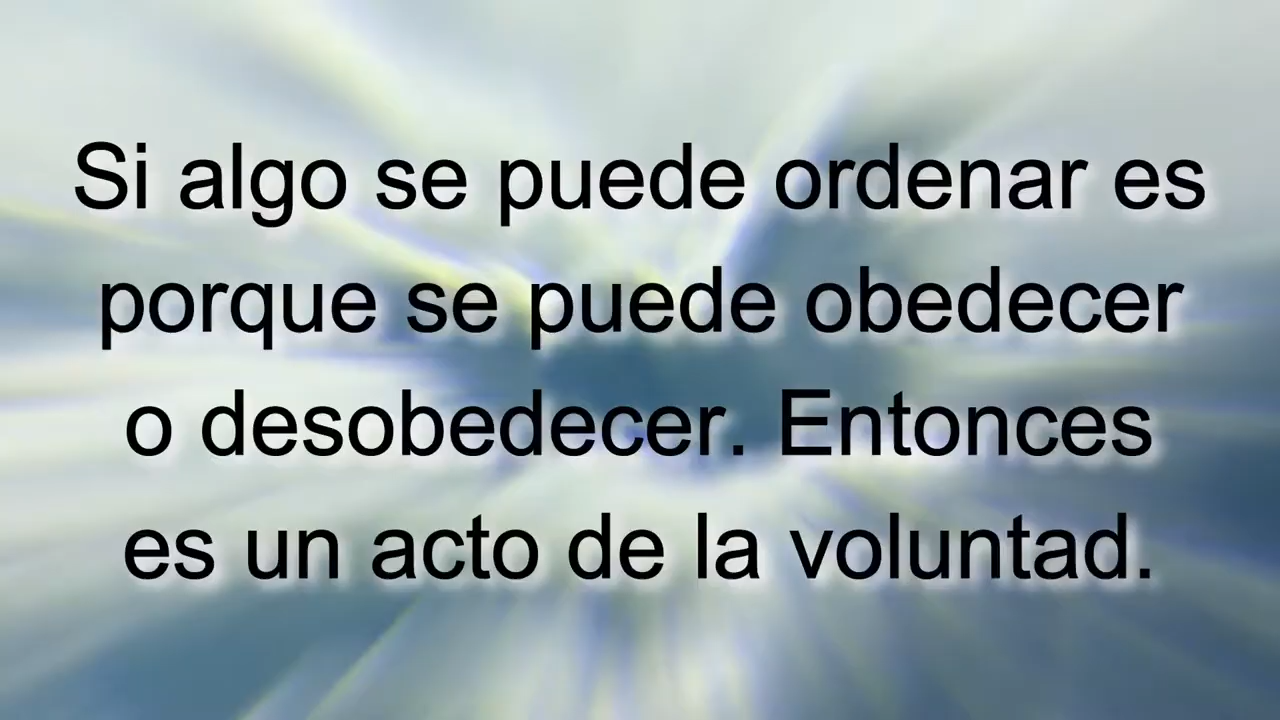 Si algo se puede ordenar es
porque se puede obedecer
o desobedecer. Entonces
es un acto de la voluntad.